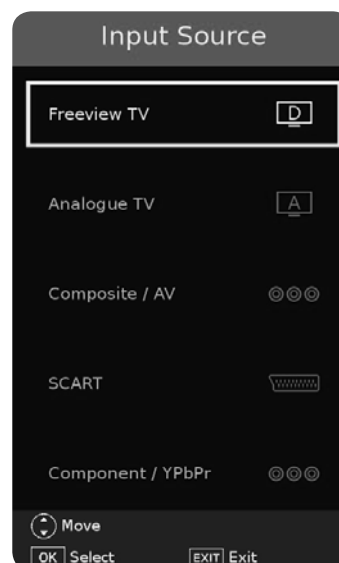 Input Source
Freeview TV D
Analogue TV A
Composite / AV
SCART
Component / YPbPr
Move
OK Select EXIT Exit